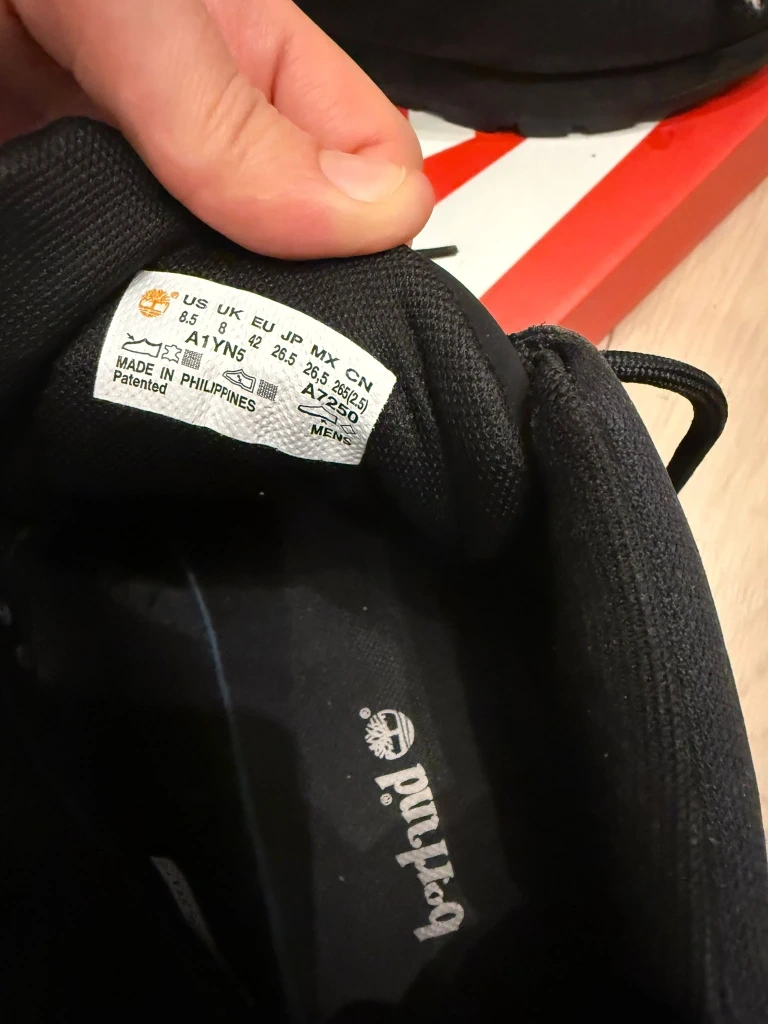 US UK EU JP MX CN
8.5 8 42 26.5 26,5 265(2.5)
A1YN5 A7250
MADE IN PHILIPPINES
Patented MENS